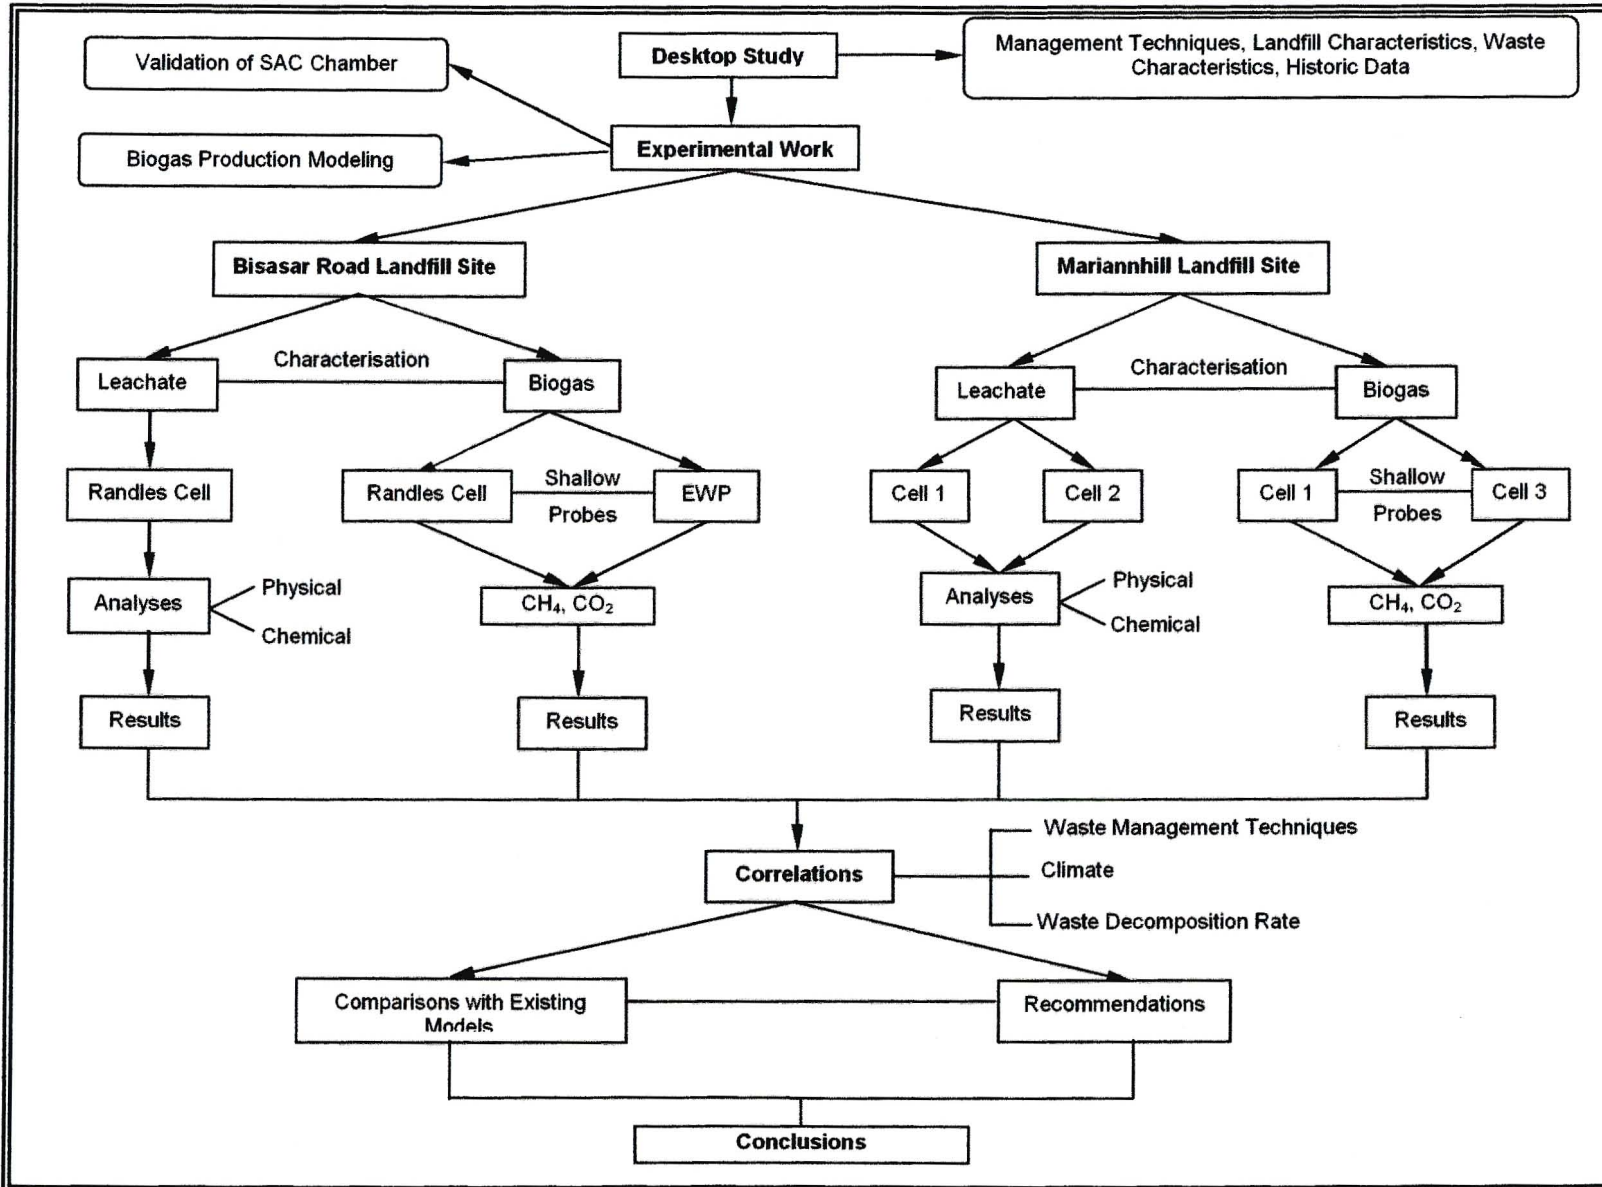 Desktop Study
Management Techniques, Landfill Characteristics, Waste
Characteristics, Historic Data
Validation of SAC Chamber
Experimental Work
Biogas Production Modeling
Bisasar Road Landfill Site
Mariannhill Landfill Site
Leachate
Characterisation
Biogas
Leachate
Characterisation
Biogas
Randles Cell
Randles Cell
Shallow
Probes
EWP
Cell 1
Cell 2
Cell 1
Shallow
Probes
Cell 3
Analyses
Physical
Chemical
CH₄, CO₂
Analyses
Physical
Chemical
CH₄, CO₂
Results
Results
Results
Results
Correlations
Waste Management Techniques
Climate
Waste Decomposition Rate
Comparisons with Existing
Models
Recommendations
Conclusions